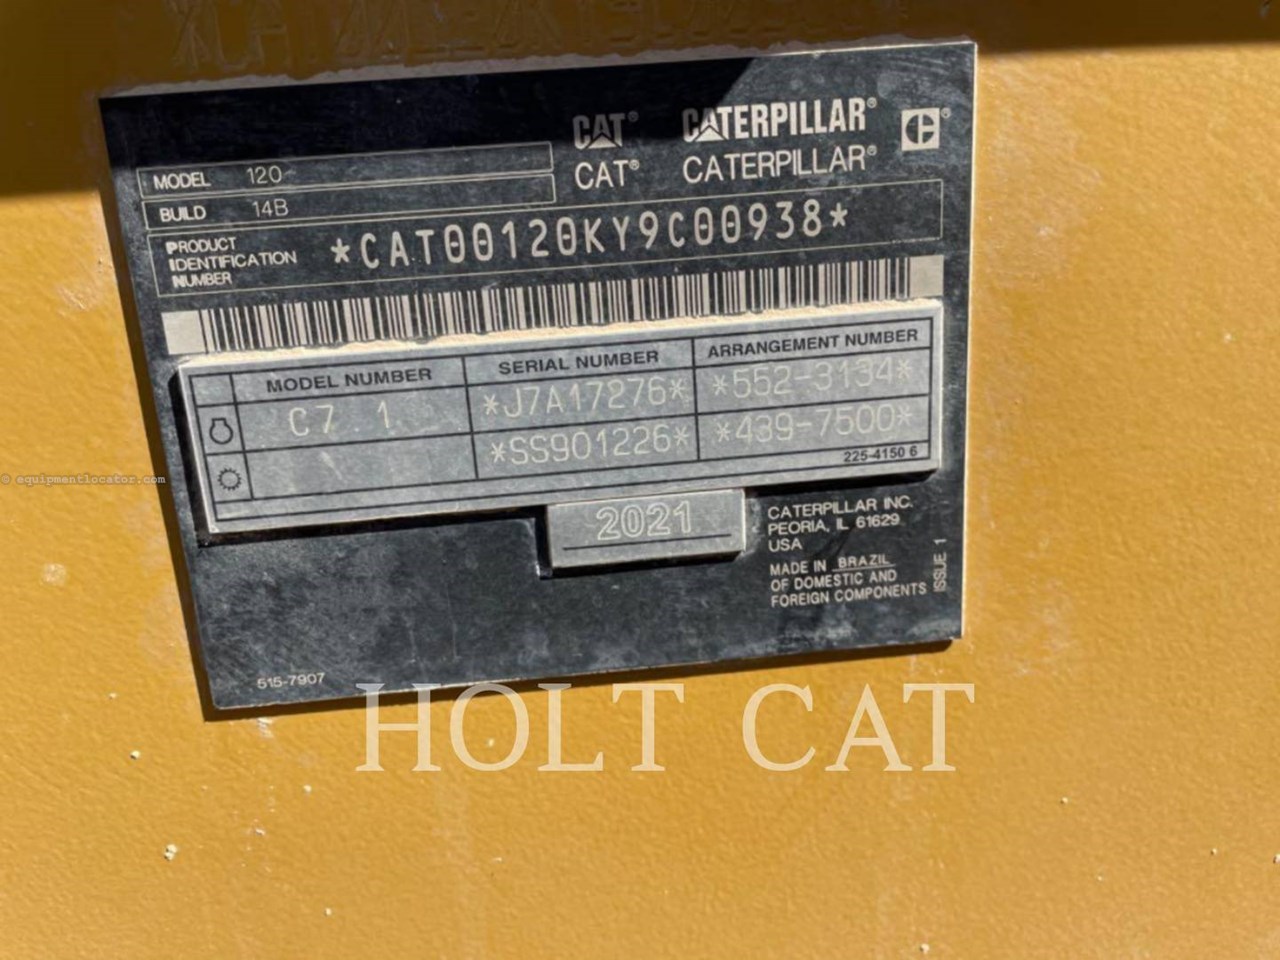 CAT® CATERPILLAR®
CAT® CATERPILLAR®
MODEL 120
BUILD 14B
PRODUCT IDENTIFICATION NUMBER *CAT00120KY9C00938*
MODEL NUMBER SERIAL NUMBER ARRANGEMENT NUMBER
C7 1 *J7A17276* *552-3134*
*SS901226* *439-7500*
225-4150 6
2021
CATERPILLAR INC.
PEORIA, IL 61629
USA
MADE IN BRAZIL
OF DOMESTIC AND
FOREIGN COMPONENTS
ISSUE 1
515-7907
© equipmentlocator.com
HOLT CAT